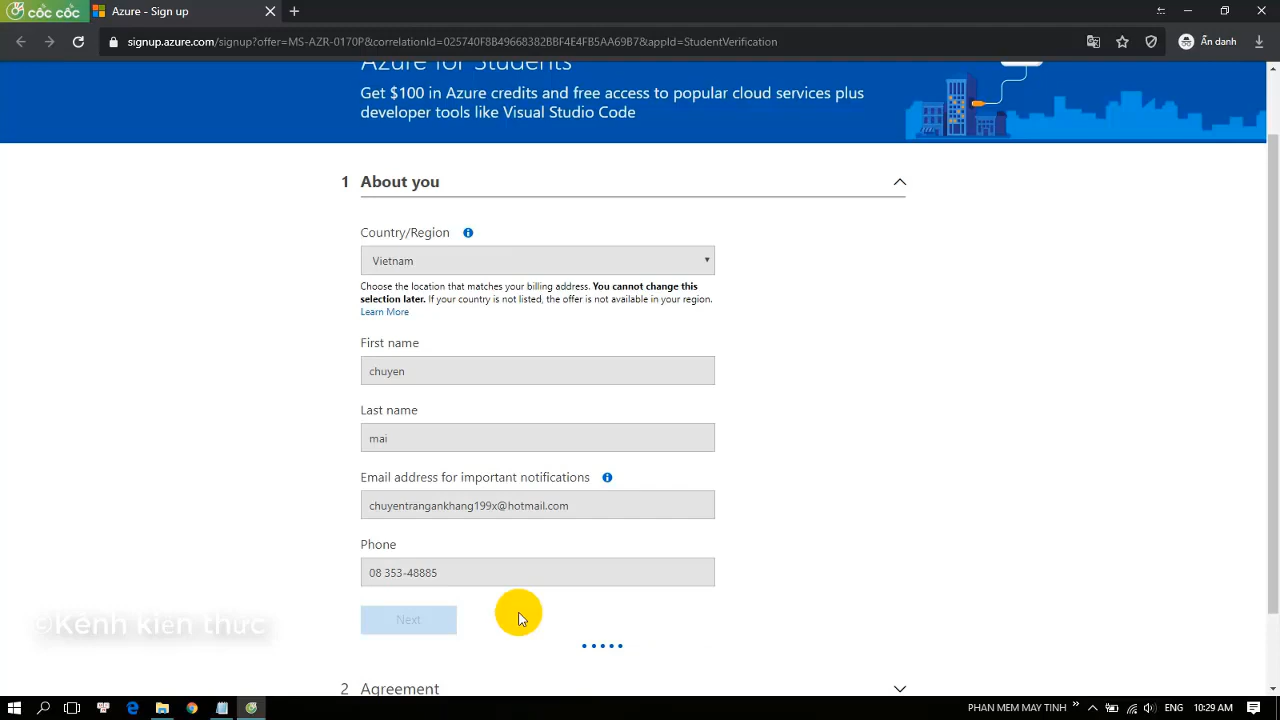 cốc cốc
Azure - Sign up
signup.azure.com/signup?offer=MS-AZR-0170P&correlationId=025740F8B49668382BBF4E4FB5AA69B7&appId=StudentVerification
Ẩn danh
Azure for Students
Get $100 in Azure credits and free access to popular cloud services plus
developer tools like Visual Studio Code
1 About you
Country/Region
Vietnam
Choose the location that matches your billing address. You cannot change this
selection later. If your country is not listed, the offer is not available in your region.
Learn More
First name
chuyen
Last name
mai
Email address for important notifications
chuyentrangankhang199x@hotmail.com
Phone
08 353-48885
Next
©Kênh kiến thức
2 Agreement
PHAN MEM MAY TINH
ENG
10:29 AM